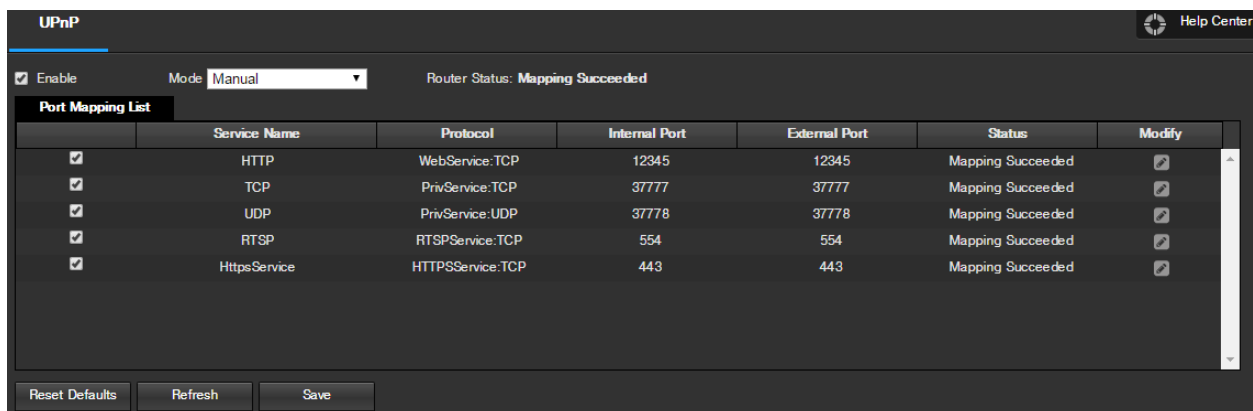 UPnP Help Center
Enable Mode Manual Router Status: Mapping Succeeded
Port Mapping List
Service Name Protocol Internal Port External Port Status Modify
HTTP WebService:TCP 12345 12345 Mapping Succeeded
TCP PrivService:TCP 37777 37777 Mapping Succeeded
UDP PrivService:UDP 37778 37778 Mapping Succeeded
RTSP RTSPService:TCP 554 554 Mapping Succeeded
HttpsService HTTPSService:TCP 443 443 Mapping Succeeded
Reset Defaults Refresh Save